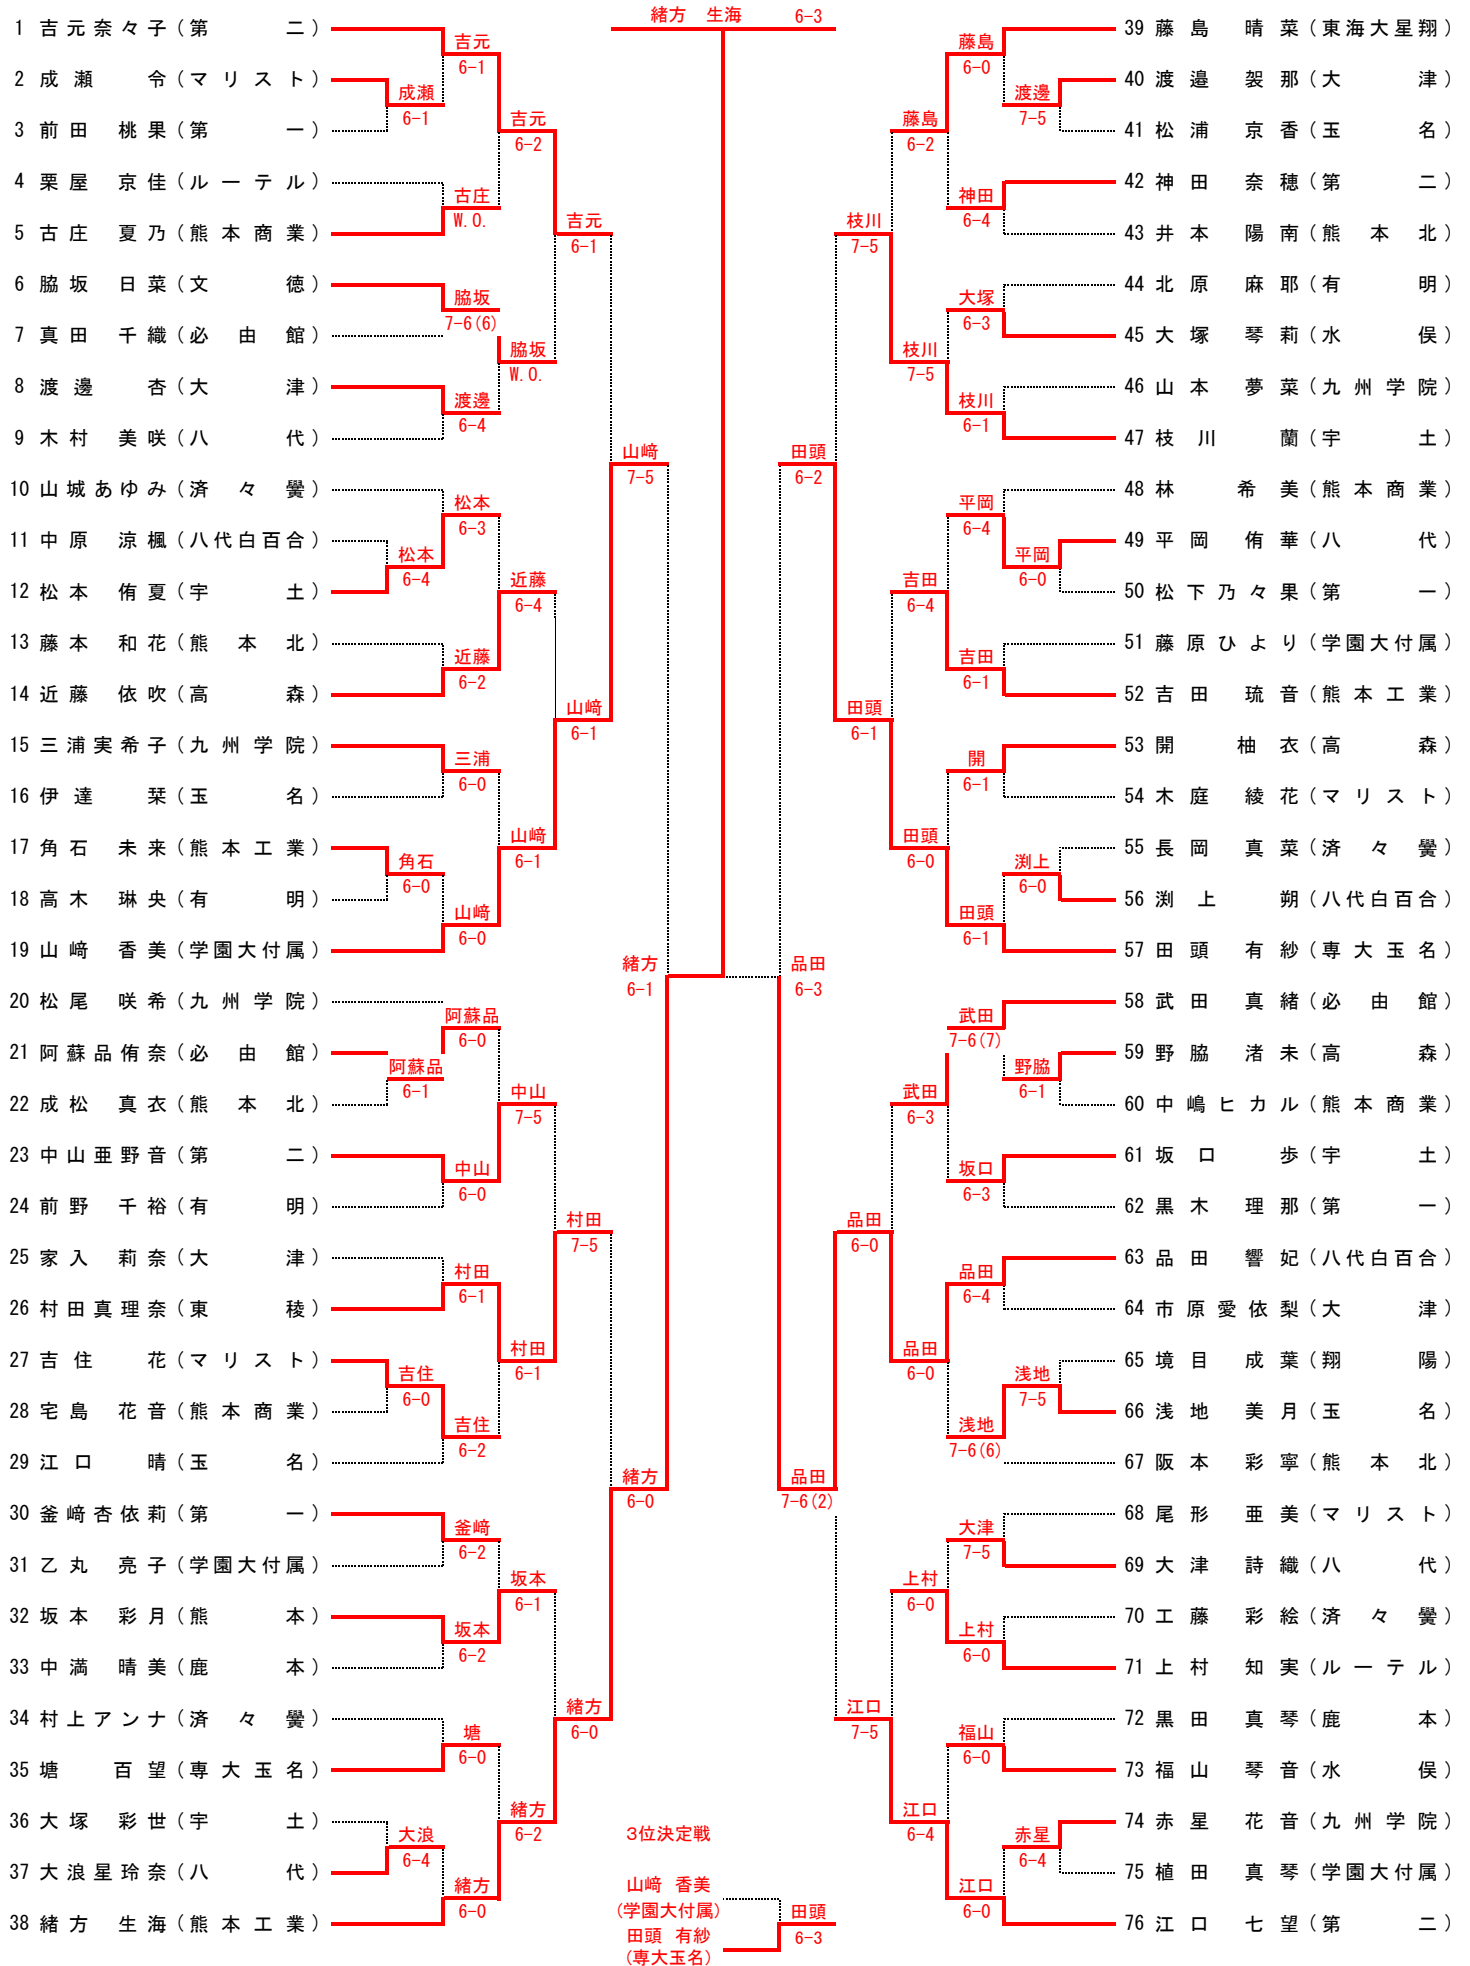 緒方 生海 6-3
1 吉元奈々子（第二）
2 成瀬 令（マリスト）
3 前田 桃果（第一）
4 栗屋 京佳（ルーテル）
5 古庄 夏乃（熊本商業）
6 脇坂 日菜（文徳）
7 真田 千織（必由館）
8 渡邊 杏（大津）
9 木村 美咲（八代）
10 山城あゆみ（済々黌）
11 中原 涼楓（八代白百合）
12 松本 侑夏（宇土）
13 藤本 和花（熊本北）
14 近藤 依吹（高森）
15 三浦実希子（九州学院）
16 伊達 栞（玉名）
17 角石 未来（熊本工業）
18 高木 琳央（有明）
19 山﨑 香美（学園大付属）
20 松尾 咲希（九州学院）
21 阿蘇品侑奈（必由館）
22 成松 真衣（熊本北）
23 中山亜野音（第二）
24 前野 千裕（有明）
25 家入 莉奈（大津）
26 村田真理奈（東稜）
27 吉住 花（マリスト）
28 宅島 花音（熊本商業）
29 江口 晴（玉名）
30 釜﨑杏依莉（第一）
31 乙丸 亮子（学園大付属）
32 坂本 彩月（熊本）
33 中満 晴美（鹿本）
34 村上アンナ（済々黌）
35 塘 百望（専大玉名）
36 大塚 彩世（宇土）
37 大浪星玲奈（八代）
38 緒方 生海（熊本工業）
成瀬
6-1
松本
6-4
角石
6-0
阿蘇品
6-1
吉住
6-0
大浪
6-4
吉元
6-1
古庄
W.O.
脇坂
7-6(6)
渡邊
6-4
松本
6-3
近藤
6-2
三浦
6-0
山﨑
6-0
阿蘇品
6-0
中山
6-0
村田
6-1
吉住
6-2
釜﨑
6-2
坂本
6-2
塘
6-0
緒方
6-0
吉元
6-2
脇坂
W.O.
近藤
6-4
山﨑
6-1
中山
7-5
村田
6-1
坂本
6-1
緒方
6-2
吉元
6-1
山﨑
6-1
村田
7-5
緒方
6-0
山﨑
7-5
緒方
6-0
緒方
6-1
品田
6-3
田頭
6-2
品田
7-6(2)
枝川
7-5
田頭
6-1
品田
6-0
江口
7-5
藤島
6-2
枝川
7-5
吉田
6-4
田頭
6-0
武田
6-3
品田
6-0
上村
6-0
江口
6-4
藤島
6-0
神田
6-4
大塚
6-3
枝川
6-1
平岡
6-4
吉田
6-1
開
6-1
田頭
6-1
武田
7-6(7)
坂口
6-3
品田
6-4
浅地
7-6(6)
大津
7-5
上村
6-0
福山
6-0
江口
6-0
渡邊
7-5
平岡
6-0
渕上
6-0
野脇
6-1
浅地
7-5
赤星
6-4
39 藤島 晴菜（東海大星翔）
40 渡邉 袈那（大津）
41 松浦 京香（玉名）
42 神田 奈穂（第二）
43 井本 陽南（熊本北）
44 北原 麻耶（有明）
45 大塚 琴莉（水俣）
46 山本 夢菜（九州学院）
47 枝川 蘭（宇土）
48 林 希美（熊本商業）
49 平岡 侑華（八代）
50 松下乃々果（第一）
51 藤原ひより（学園大付属）
52 吉田 琉音（熊本工業）
53 開 柚衣（高森）
54 木庭 綾花（マリスト）
55 長岡 真菜（済々黌）
56 渕上 朔（八代白百合）
57 田頭 有紗（専大玉名）
58 武田 真緒（必由館）
59 野脇 渚未（高森）
60 中嶋ヒカル（熊本商業）
61 坂口 歩（宇土）
62 黒木 理那（第一）
63 品田 響妃（八代白百合）
64 市原愛依梨（大津）
65 境目 成葉（翔陽）
66 浅地 美月（玉名）
67 阪本 彩寧（熊本北）
68 尾形 亜美（マリスト）
69 大津 詩織（八代）
70 工藤 彩絵（済々黌）
71 上村 知実（ルーテル）
72 黒田 真琴（鹿本）
73 福山 琴音（水俣）
74 赤星 花音（九州学院）
75 植田 真琴（学園大付属）
76 江口 七望（第二）
3位決定戦
山﨑 香美
(学園大付属)
田頭 有紗
(専大玉名)
田頭
6-3